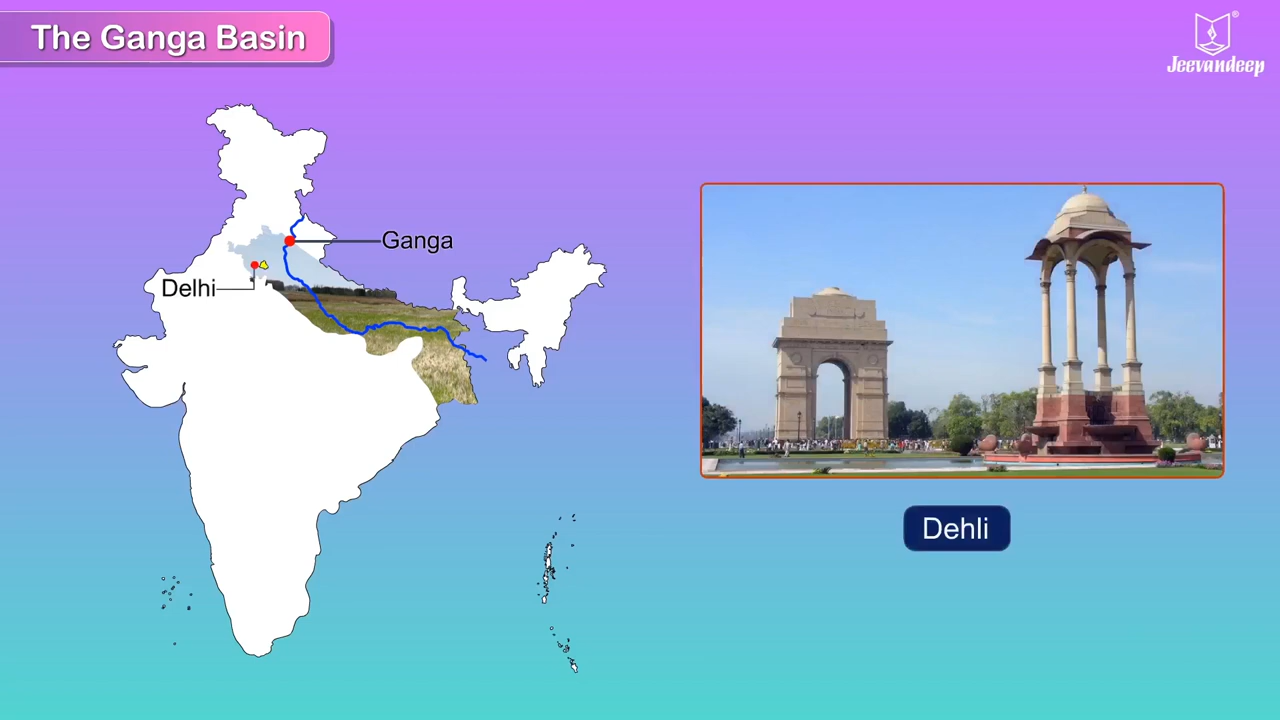 The Ganga Basin
Jeevandeep
®
Ganga
Delhi
Dehli